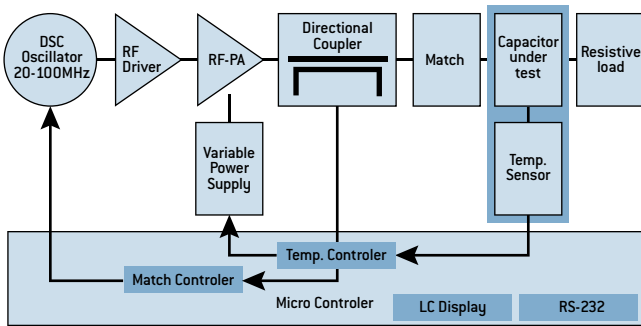 DSC
Oscillator
20-100MHz
RF
Driver
RF-PA
Directional
Coupler
Match
Capacitor
under
test
Resistive
load
Variable
Power
Supply
Temp.
Sensor
Temp. Controler
Match Controler
Micro Controler
LC Display
RS-232